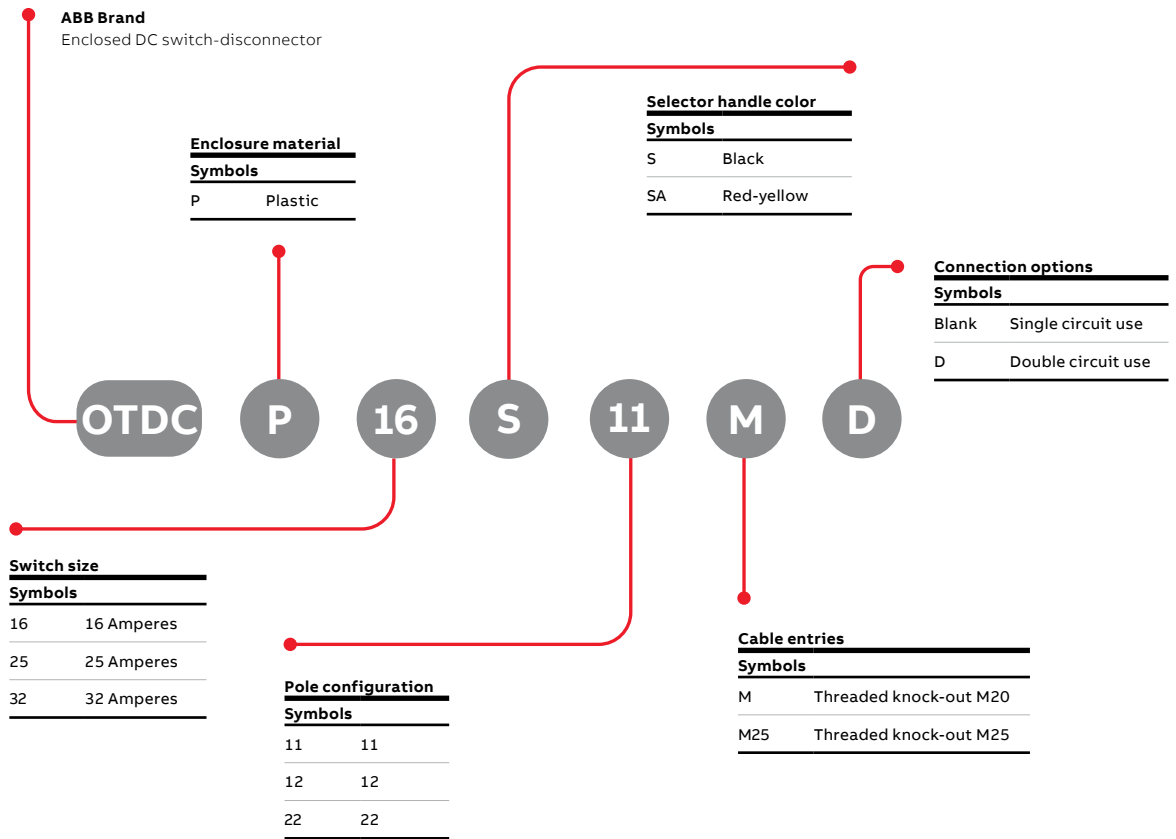 ABB Brand
Enclosed DC switch-disconnector
Selector handle color
Symbols
S Black
SA Red-yellow
Enclosure material
Symbols
P Plastic
Connection options
Symbols
Blank Single circuit use
D Double circuit use
OTDC P 16 S 11 M D
Switch size
Symbols
16 16 Amperes
25 25 Amperes
32 32 Amperes
Pole configuration
Symbols
11 11
12 12
22 22
Cable entries
Symbols
M Threaded knock-out M20
M25 Threaded knock-out M25